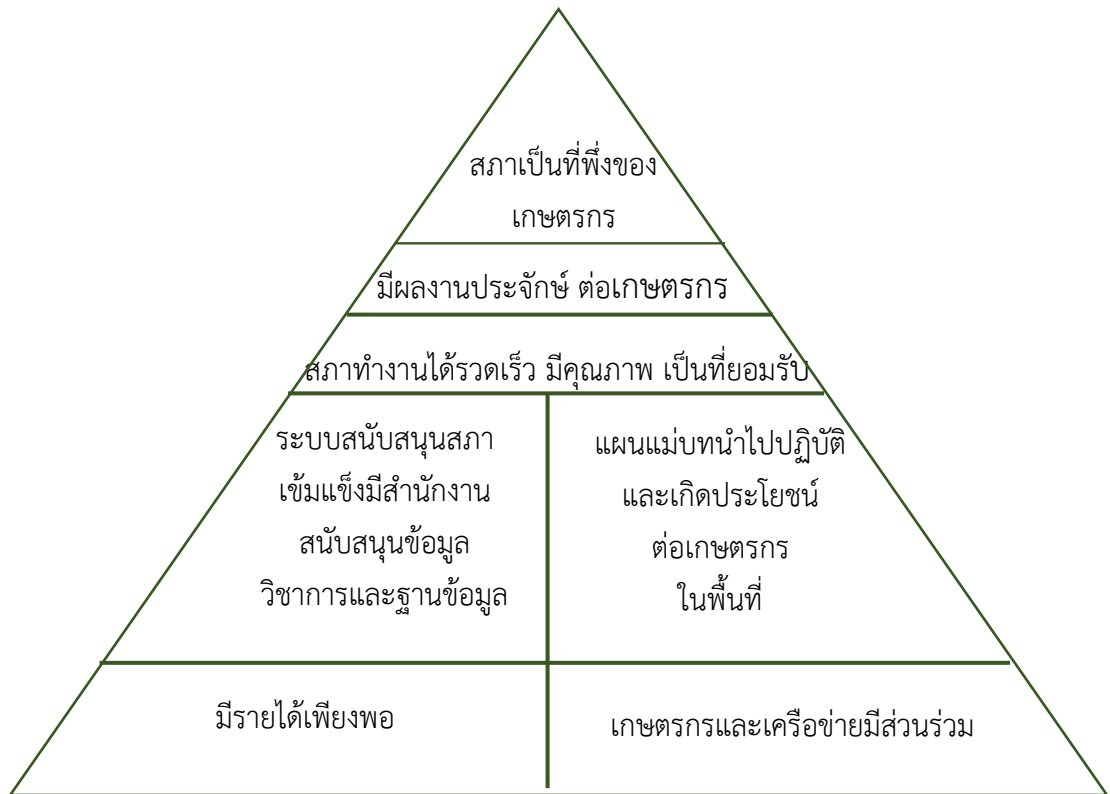 สภาเป็นที่พึ่งของ
เกษตรกร
มีผลงานประจักษ์ ต่อเกษตรกร
สภาทำงานได้รวดเร็ว มีคุณภาพ เป็นที่ยอมรับ
ระบบสนับสนุนสภา
เข้มแข็งมีสำนักงาน
สนับสนุนข้อมูล
วิชาการและฐานข้อมูล
แผนแม่บทนำไปปฏิบัติ
และเกิดประโยชน์
ต่อเกษตรกร
ในพื้นที่
มีรายได้เพียงพอ
เกษตรกรและเครือข่ายมีส่วนร่วม